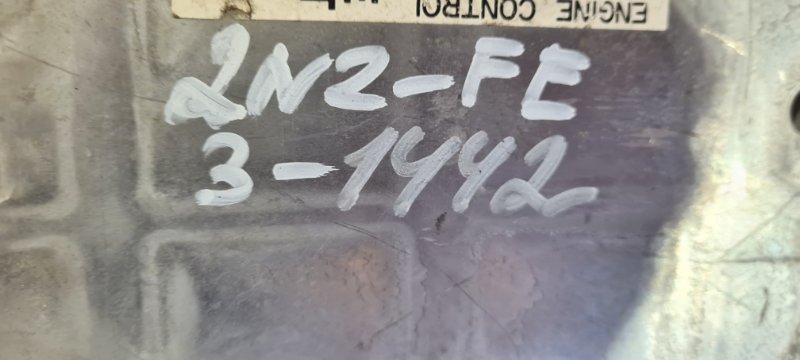 ENGINE CONTROL
2NZ-FE
3-1442